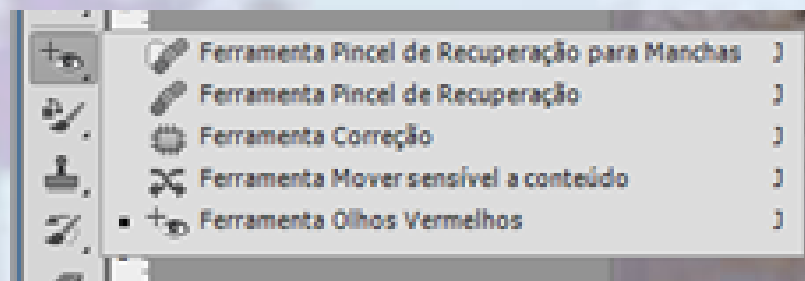 Ferramenta Pincel de Recuperação para Manchas J
Ferramenta Pincel de Recuperação J
Ferramenta Correção J
Ferramenta Mover sensível a conteúdo J
Ferramenta Olhos Vermelhos J